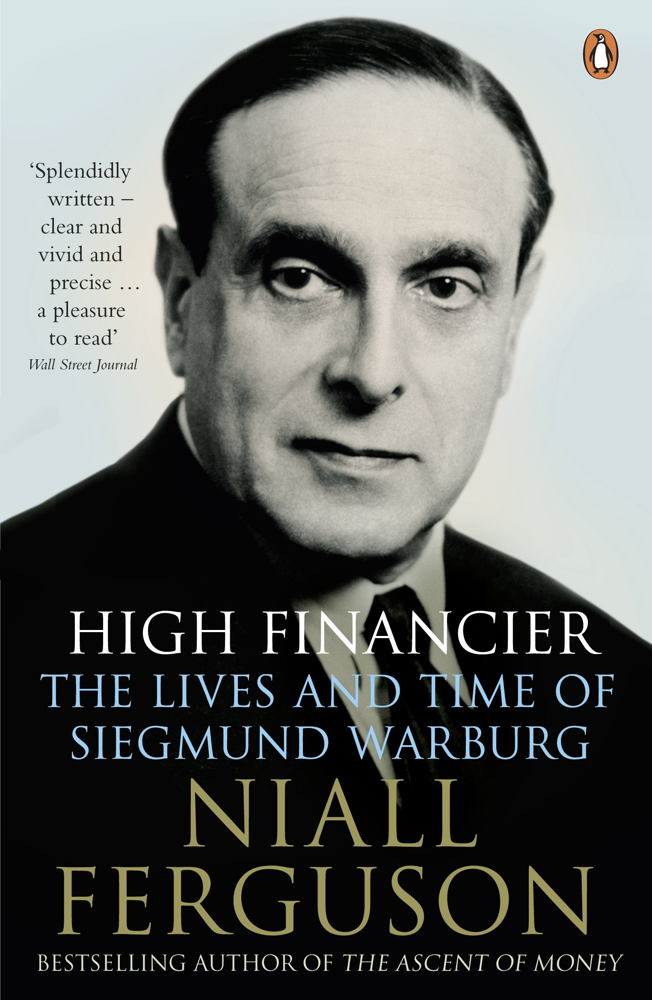 ‘Splendidly
written –
clear and
vivid and
precise …
a pleasure
to read’
Wall Street Journal
HIGH FINANCIER
THE LIVES AND TIME OF
SIEGMUND WARBURG
NIALL
FERGUSON
BESTSELLING AUTHOR OF THE ASCENT OF MONEY